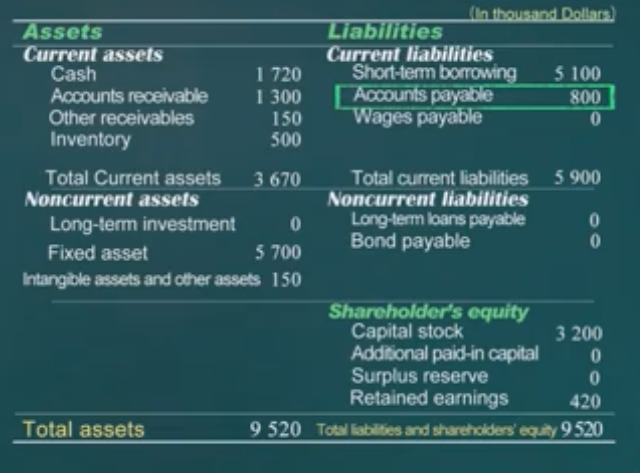 (In thousand Dollars)
Assets
Current assets
Cash 1 720
Accounts receivable 1 300
Other receivables 150
Inventory 500
Total Current assets 3 670
Noncurrent assets
Long-term investment 0
Fixed asset 5 700
Intangible assets and other assets 150
Total assets 9 520
Liabilities
Current liabilities
Short-term borrowing 5 100
Accounts payable 800
Wages payable 0
Total current liabilities 5 900
Noncurrent liabilities
Long-term loans payable 0
Bond payable 0
Shareholder's equity
Capital stock 3 200
Additional paid-in capital 0
Surplus reserve 0
Retained earnings 420
Total liabilities and shareholders' equity 9 520